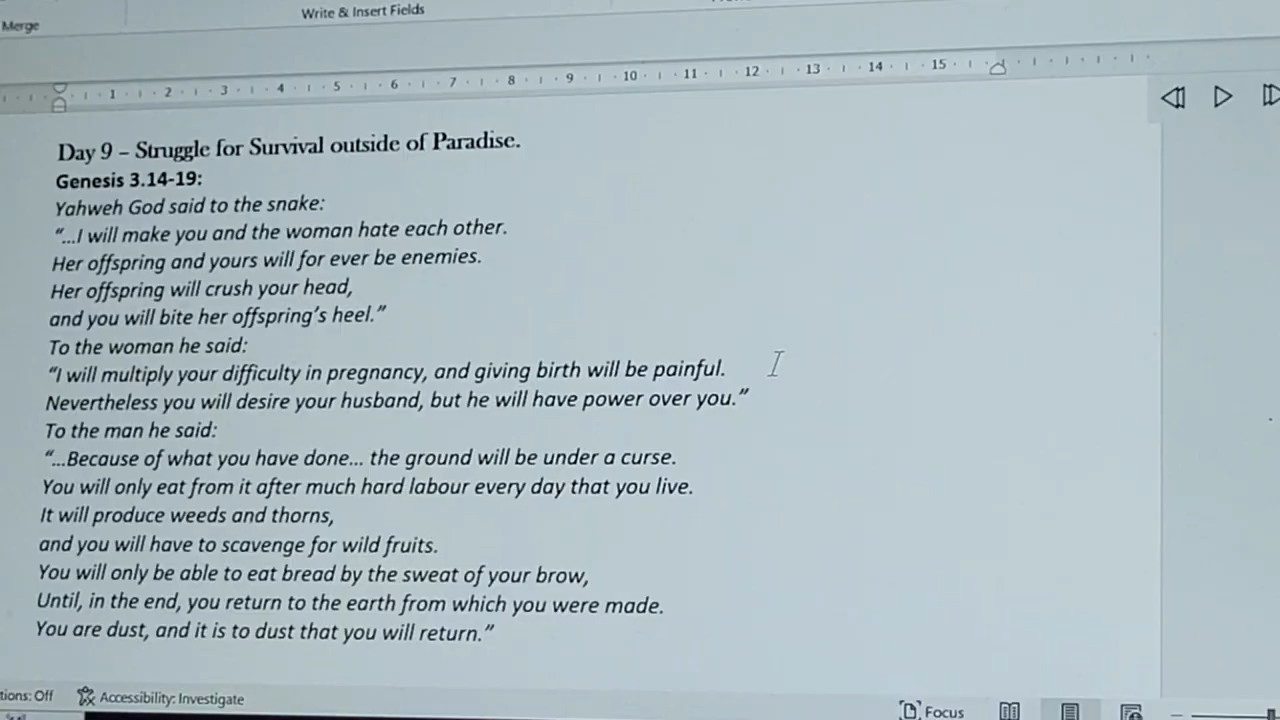 Merge
Write & Insert Fields
1 2 3 4 5 6 7 8 9 10 11 12 13 14 15
Day 9 – Struggle for Survival outside of Paradise.
Genesis 3.14-19:
Yahweh God said to the snake:
“...I will make you and the woman hate each other.
Her offspring and yours will for ever be enemies.
Her offspring will crush your head,
and you will bite her offspring’s heel.”
To the woman he said:
“I will multiply your difficulty in pregnancy, and giving birth will be painful.
Nevertheless you will desire your husband, but he will have power over you.”
To the man he said:
“...Because of what you have done... the ground will be under a curse.
You will only eat from it after much hard labour every day that you live.
It will produce weeds and thorns,
and you will have to scavenge for wild fruits.
You will only be able to eat bread by the sweat of your brow,
Until, in the end, you return to the earth from which you were made.
You are dust, and it is to dust that you will return.”
tions: Off Accessibility: Investigate
Focus